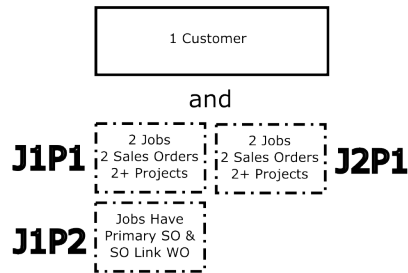 1 Customer
and
J1P1
2 Jobs
2 Sales Orders
2+ Projects
2 Jobs
2 Sales Orders
2+ Projects
J2P1
J1P2
Jobs Have
Primary SO &
SO Link WO